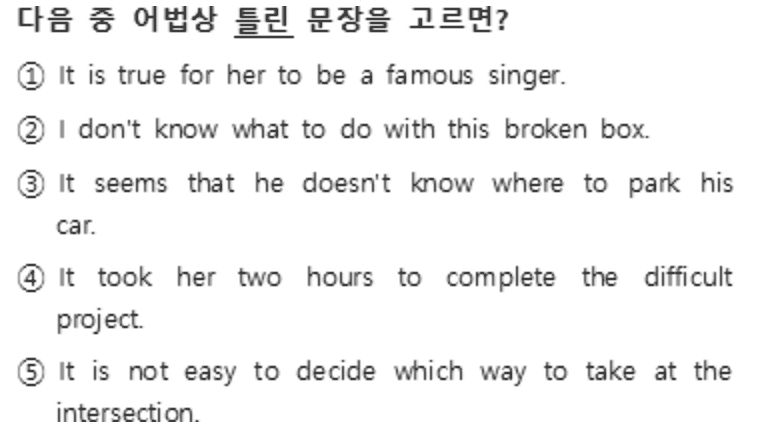 다음 중 어법상 틀린 문장을 고르면?
① It is true for her to be a famous singer.
② I don't know what to do with this broken box.
③ It seems that he doesn't know where to park his
car.
④ It took her two hours to complete the difficult
project.
⑤ It is not easy to decide which way to take at the
intersection.